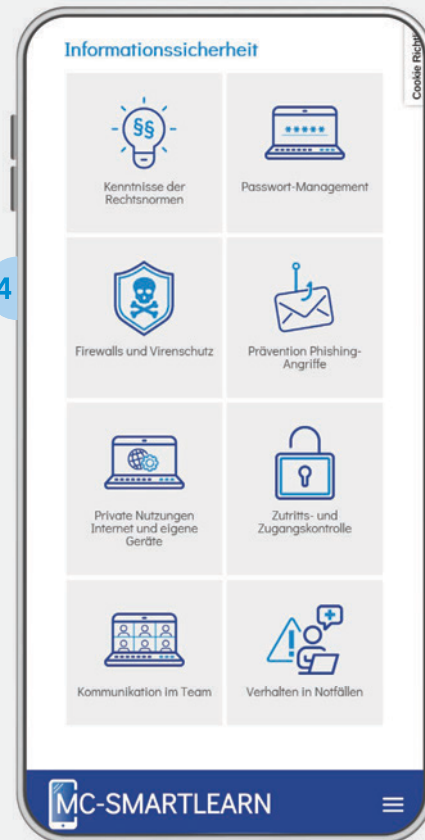 Informationssicherheit
Cookie Richtl
§§
Kenntnisse der
Rechtsnormen
*****
Passwort-Management
4
Firewalls und Virenschutz
Prävention Phishing-
Angriffe
Private Nutzungen
Internet und eigene
Geräte
Zutritts- und
Zugangskontrolle
Kommunikation im Team
Verhalten in Notfällen
MC-SMARTLEARN